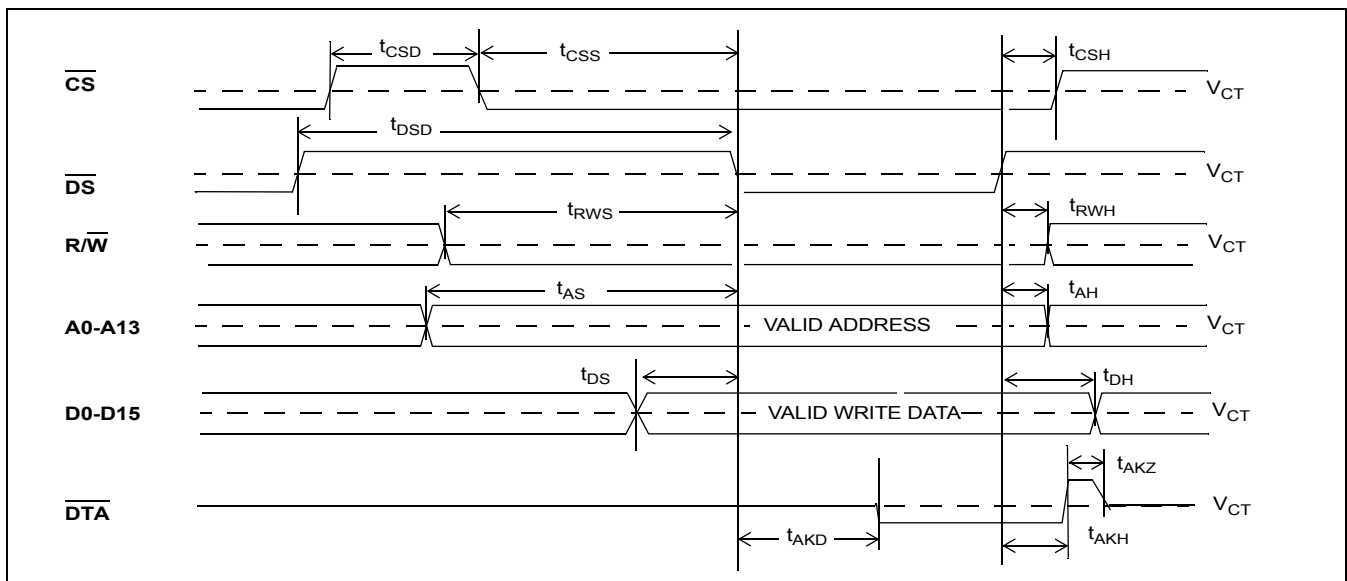 tCSD
tCSS
tCSH
CS
VCT
tDSD
DS
VCT
tRWS
tRWH
R/W
VCT
tAS
tAH
A0-A13
VALID ADDRESS
VCT
tDS
tDH
D0-D15
VALID WRITE DATA
VCT
tAKZ
DTA
VCT
tAKD
tAKH